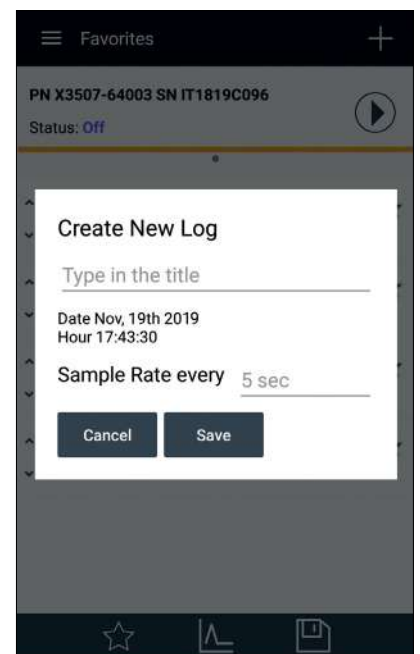 Favorites
PN X3507-64003 SN IT1819C096
Status: Off
Create New Log
Type in the title
Date Nov, 19th 2019
Hour 17:43:30
Sample Rate every 5 sec
Cancel Save